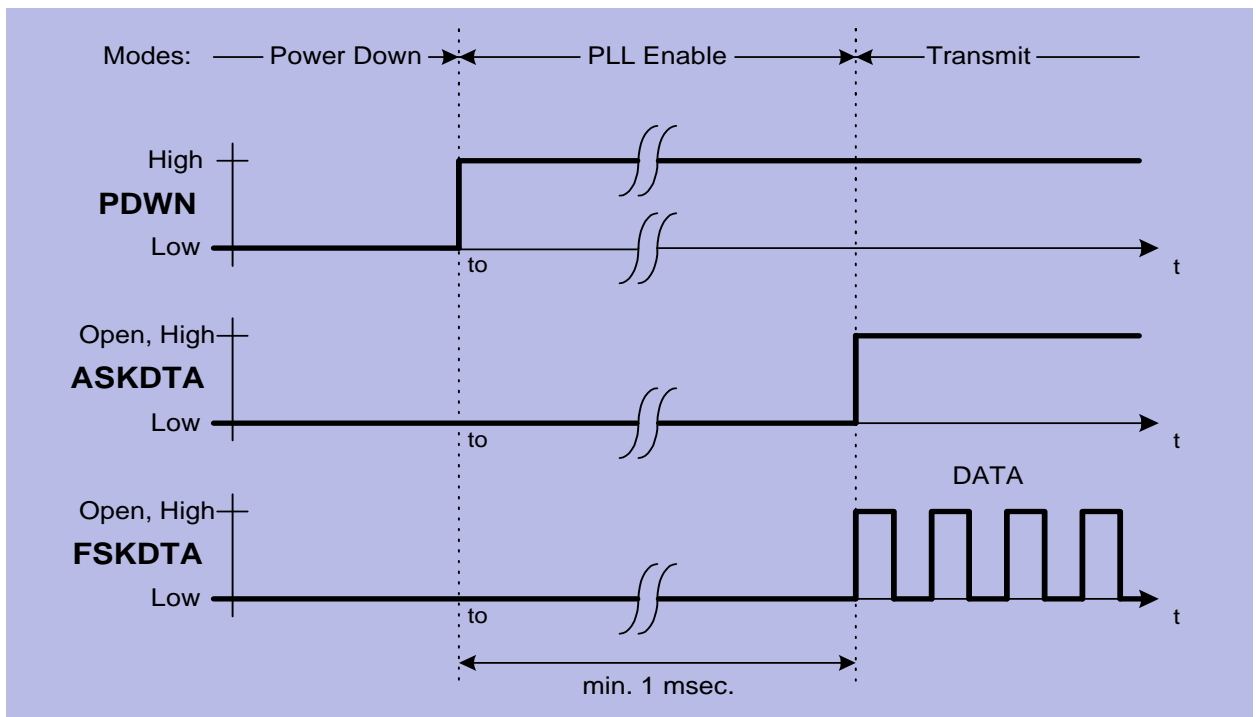 Modes: Power Down PLL Enable Transmit
High
PDWN
Low
to
t
Open, High
ASKDTA
Low
to
t
DATA
Open, High
FSKDTA
Low
to
t
min. 1 msec.